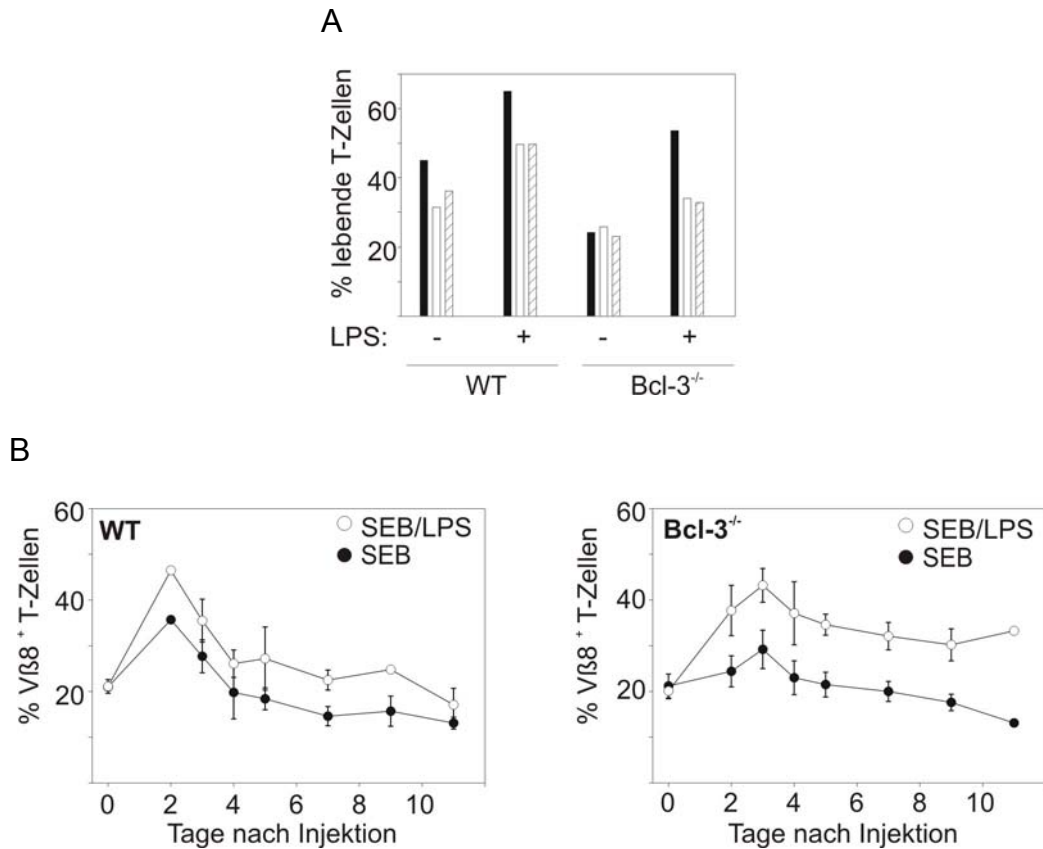 A
% lebende T-Zellen
60
40
20
LPS: - + - +
WT Bcl-3-/-
B
WT
SEB/LPS
SEB
% Vß8 + T-Zellen
60
40
20
0 2 4 6 8 10
Tage nach Injektion
Bcl-3-/-
SEB/LPS
SEB
% Vß8 + T-Zellen
60
40
20
0 2 4 6 8 10
Tage nach Injektion